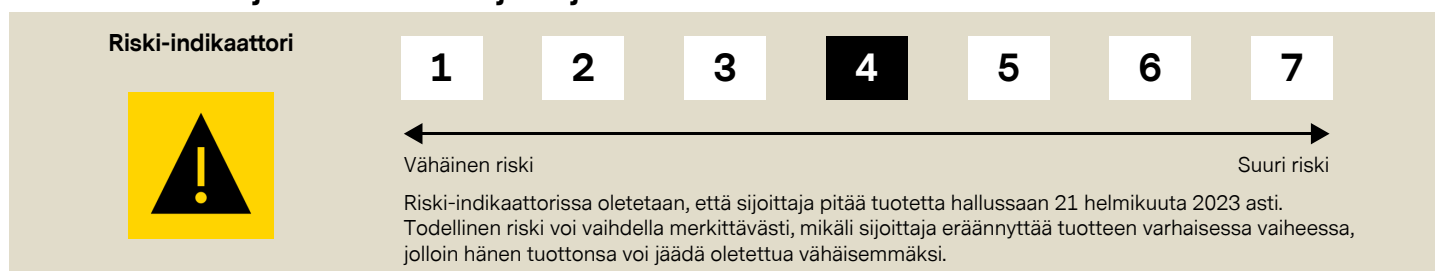 Riski-indikaattori
1 2 3 4 5 6 7
Vähäinen riski Suuri riski
Riski-indikaattorissa oletetaan, että sijoittaja pitää tuotetta hallussaan 21 helmikuuta 2023 asti.
Todellinen riski voi vaihdella merkittävästi, mikäli sijoittaja eräännyttää tuotteen varhaisessa vaiheessa,
jolloin hänen tuottonsa voi jäädä oletettua vähäisemmäksi.